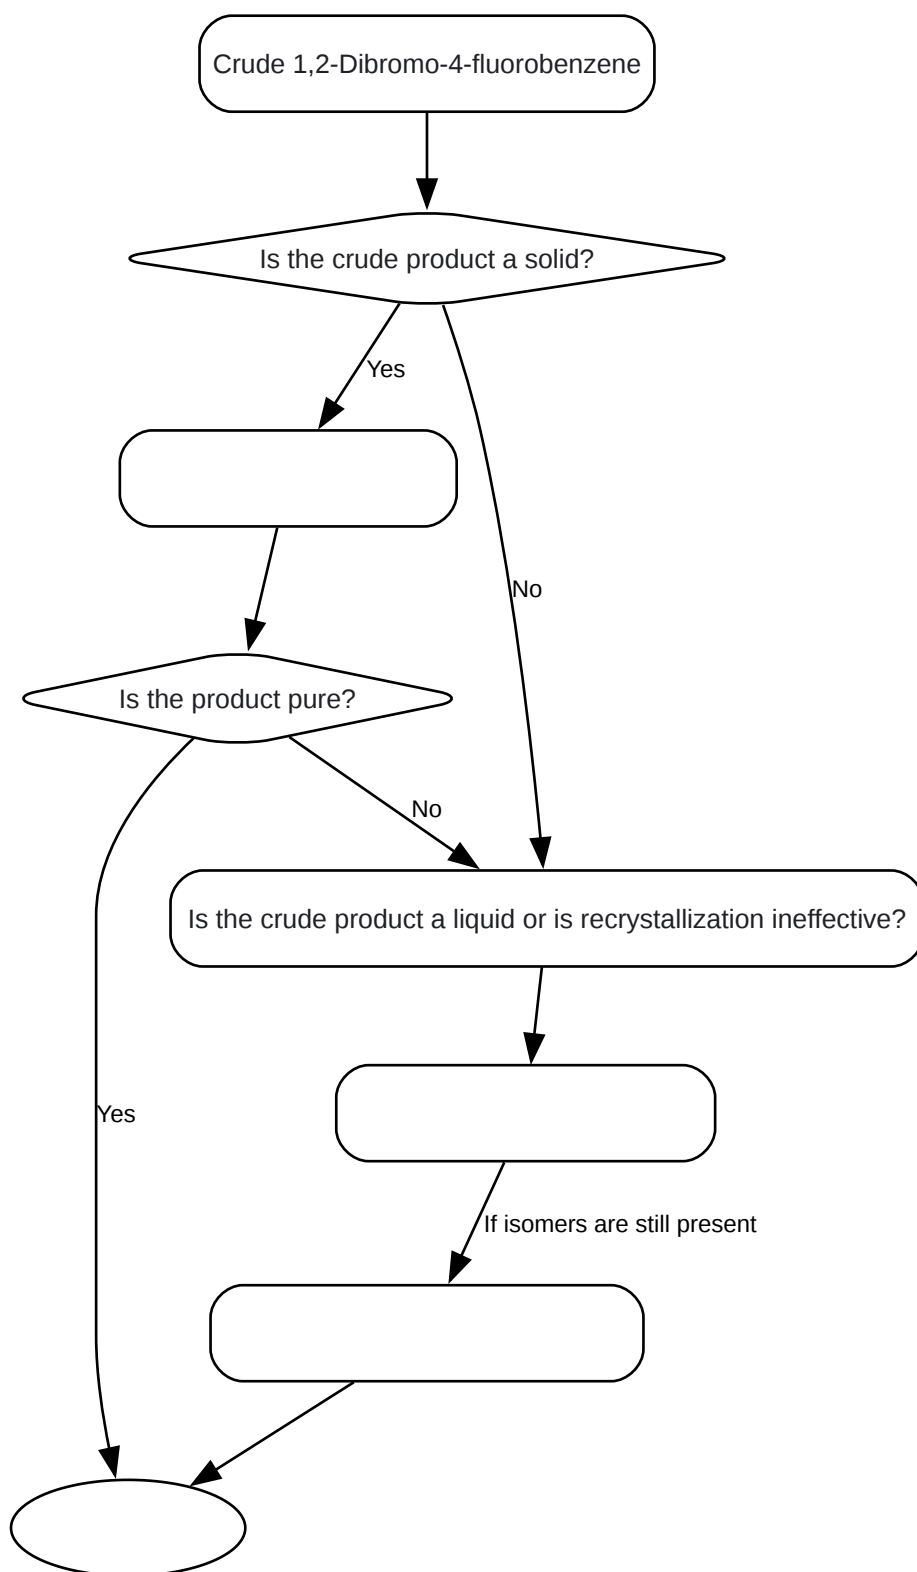 Crude 1,2-Dibromo-4-fluorobenzene
Is the crude product a solid?
Yes
No
Is the product pure?
No
Is the crude product a liquid or is recrystallization ineffective?
Yes
If isomers are still present